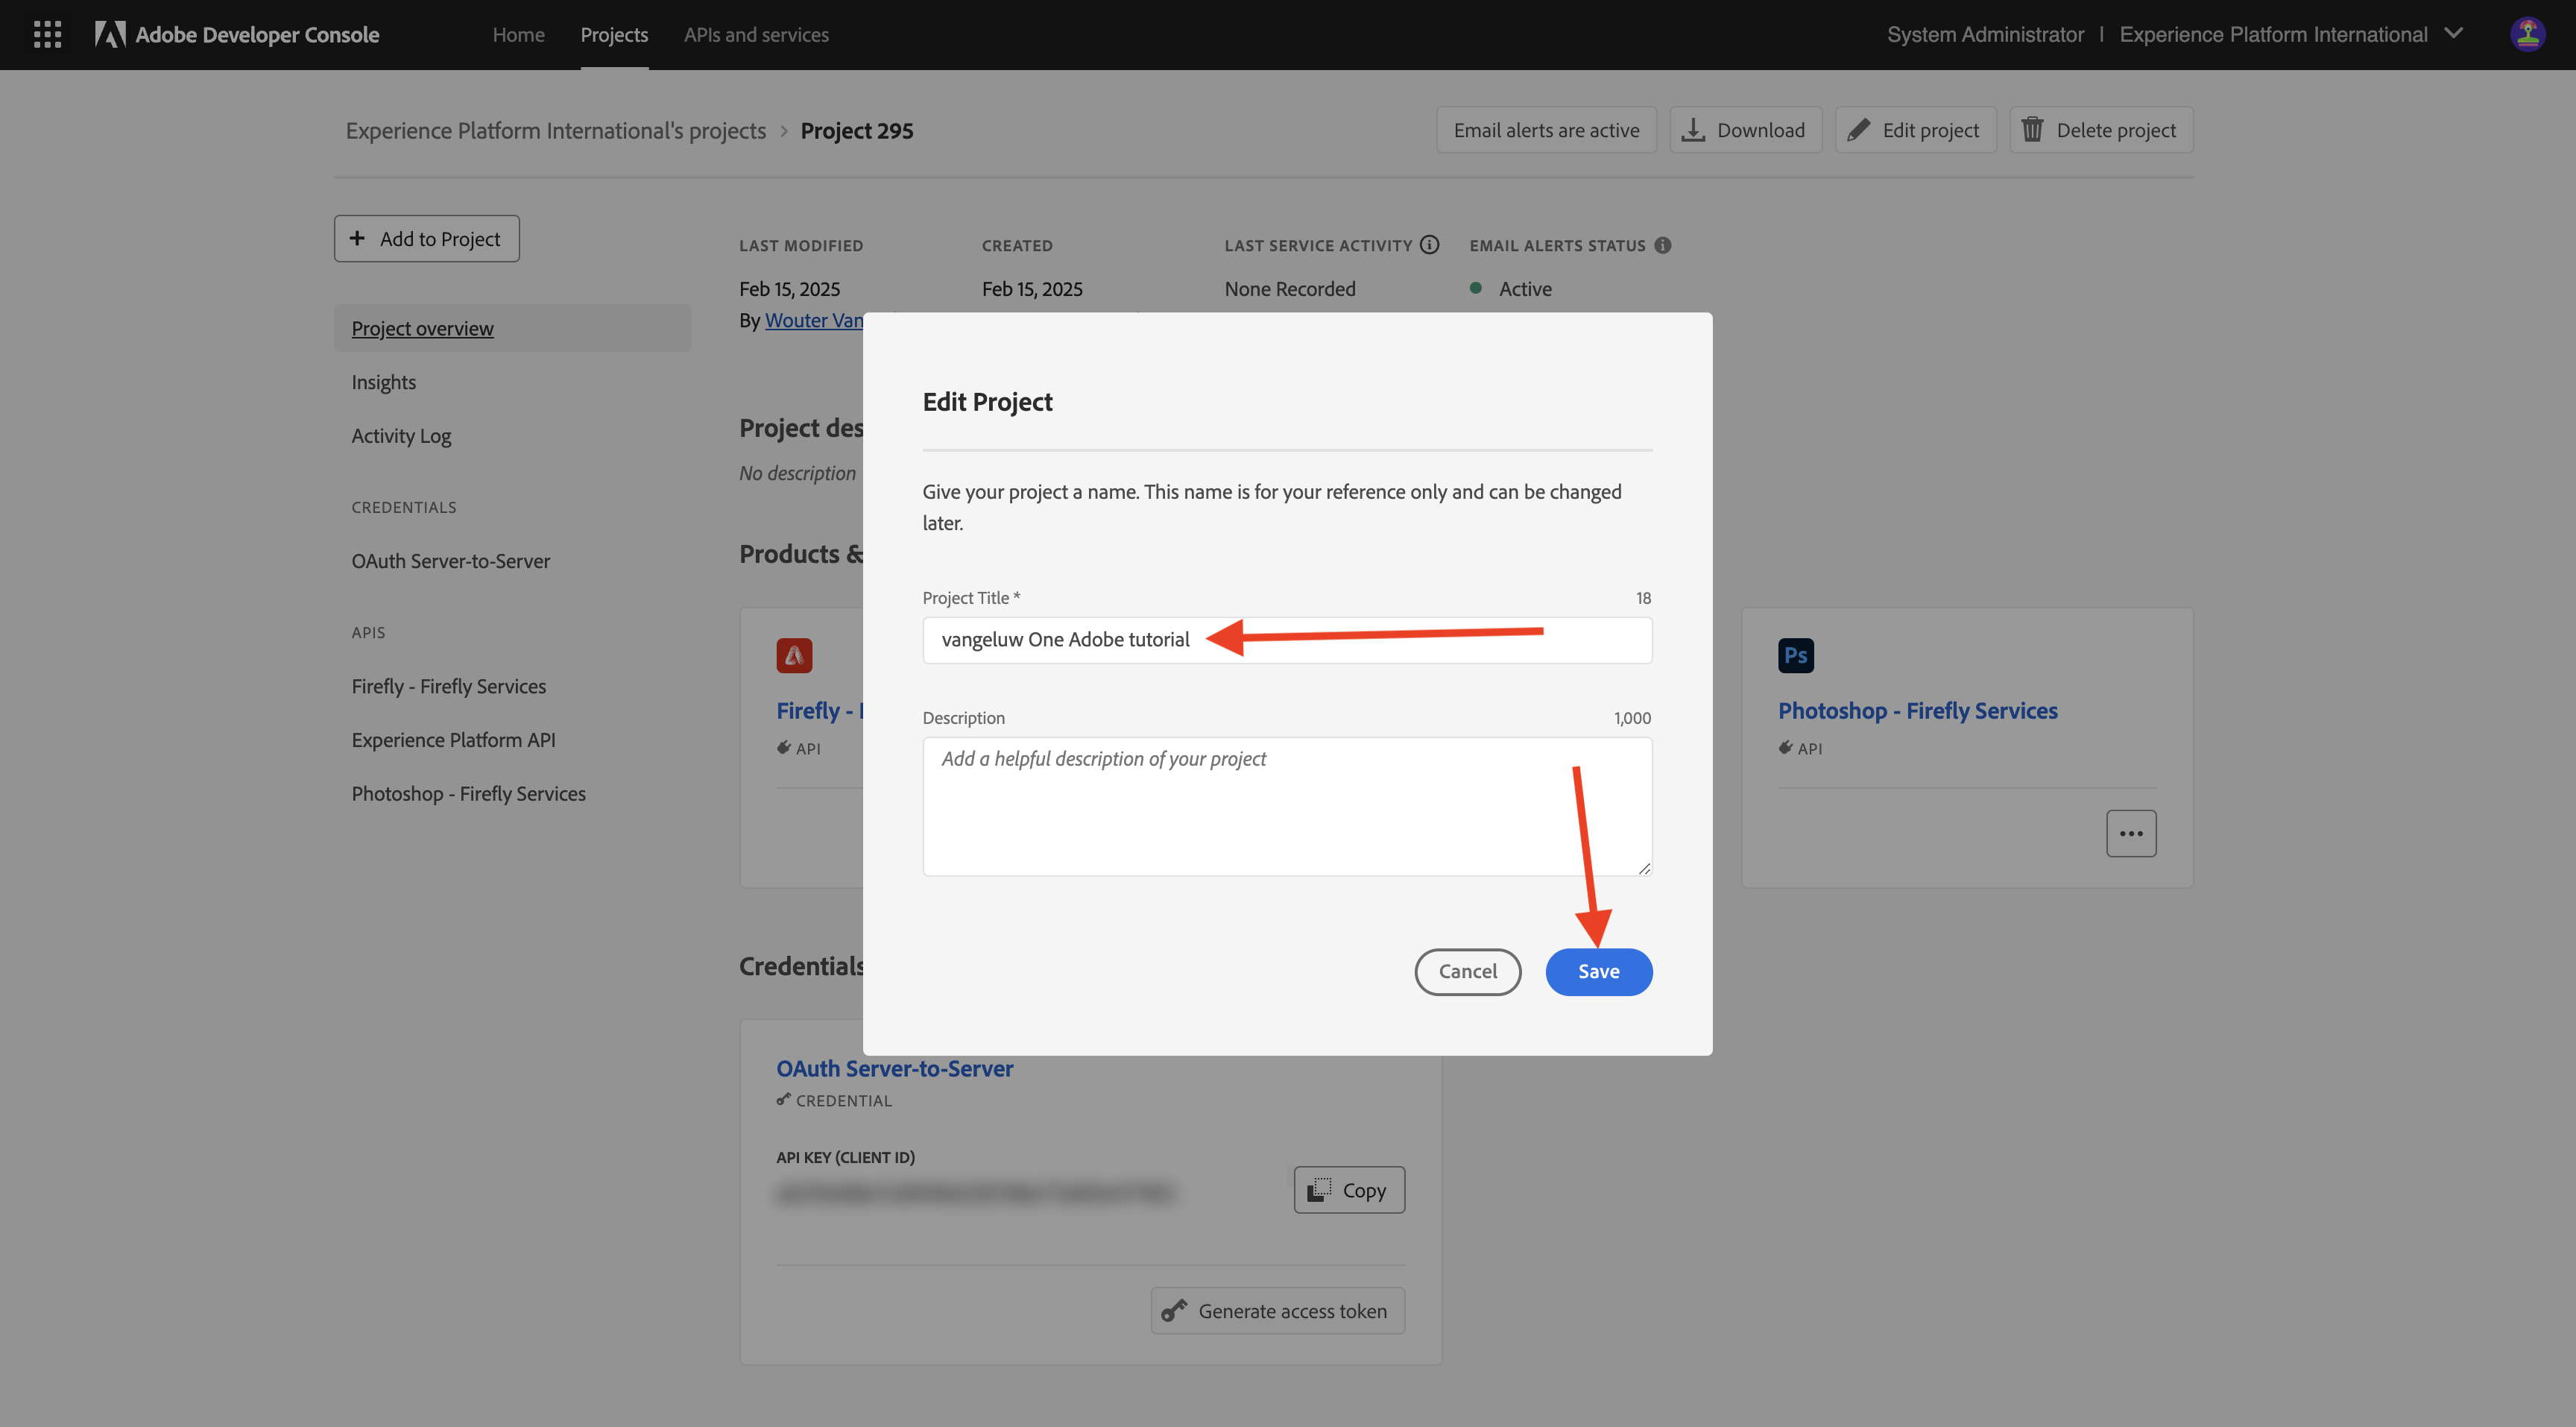 Adobe Developer Console
Home
Projects
APIs and services
System Administrator | Experience Platform International
Experience Platform International's projects > Project 295
Email alerts are active
Download
Edit project
Delete project
+ Add to Project
Project overview
Insights
Activity Log
CREDENTIALS
OAuth Server-to-Server
APIS
Firefly - Firefly Services
Experience Platform API
Photoshop - Firefly Services
LAST MODIFIED
Feb 15, 2025
By Wouter Van
CREATED
Feb 15, 2025
LAST SERVICE ACTIVITY
None Recorded
EMAIL ALERTS STATUS
Active
Project des
No description
Products &
Firefly -
API
Ps
Photoshop - Firefly Services
API
Edit Project
Give your project a name. This name is for your reference only and can be changed
later.
Project Title *
18
vangeluw One Adobe tutorial
Description
1,000
Add a helpful description of your project
Cancel
Save
Credentials
OAuth Server-to-Server
CREDENTIAL
API KEY (CLIENT ID)
Copy
Generate access token